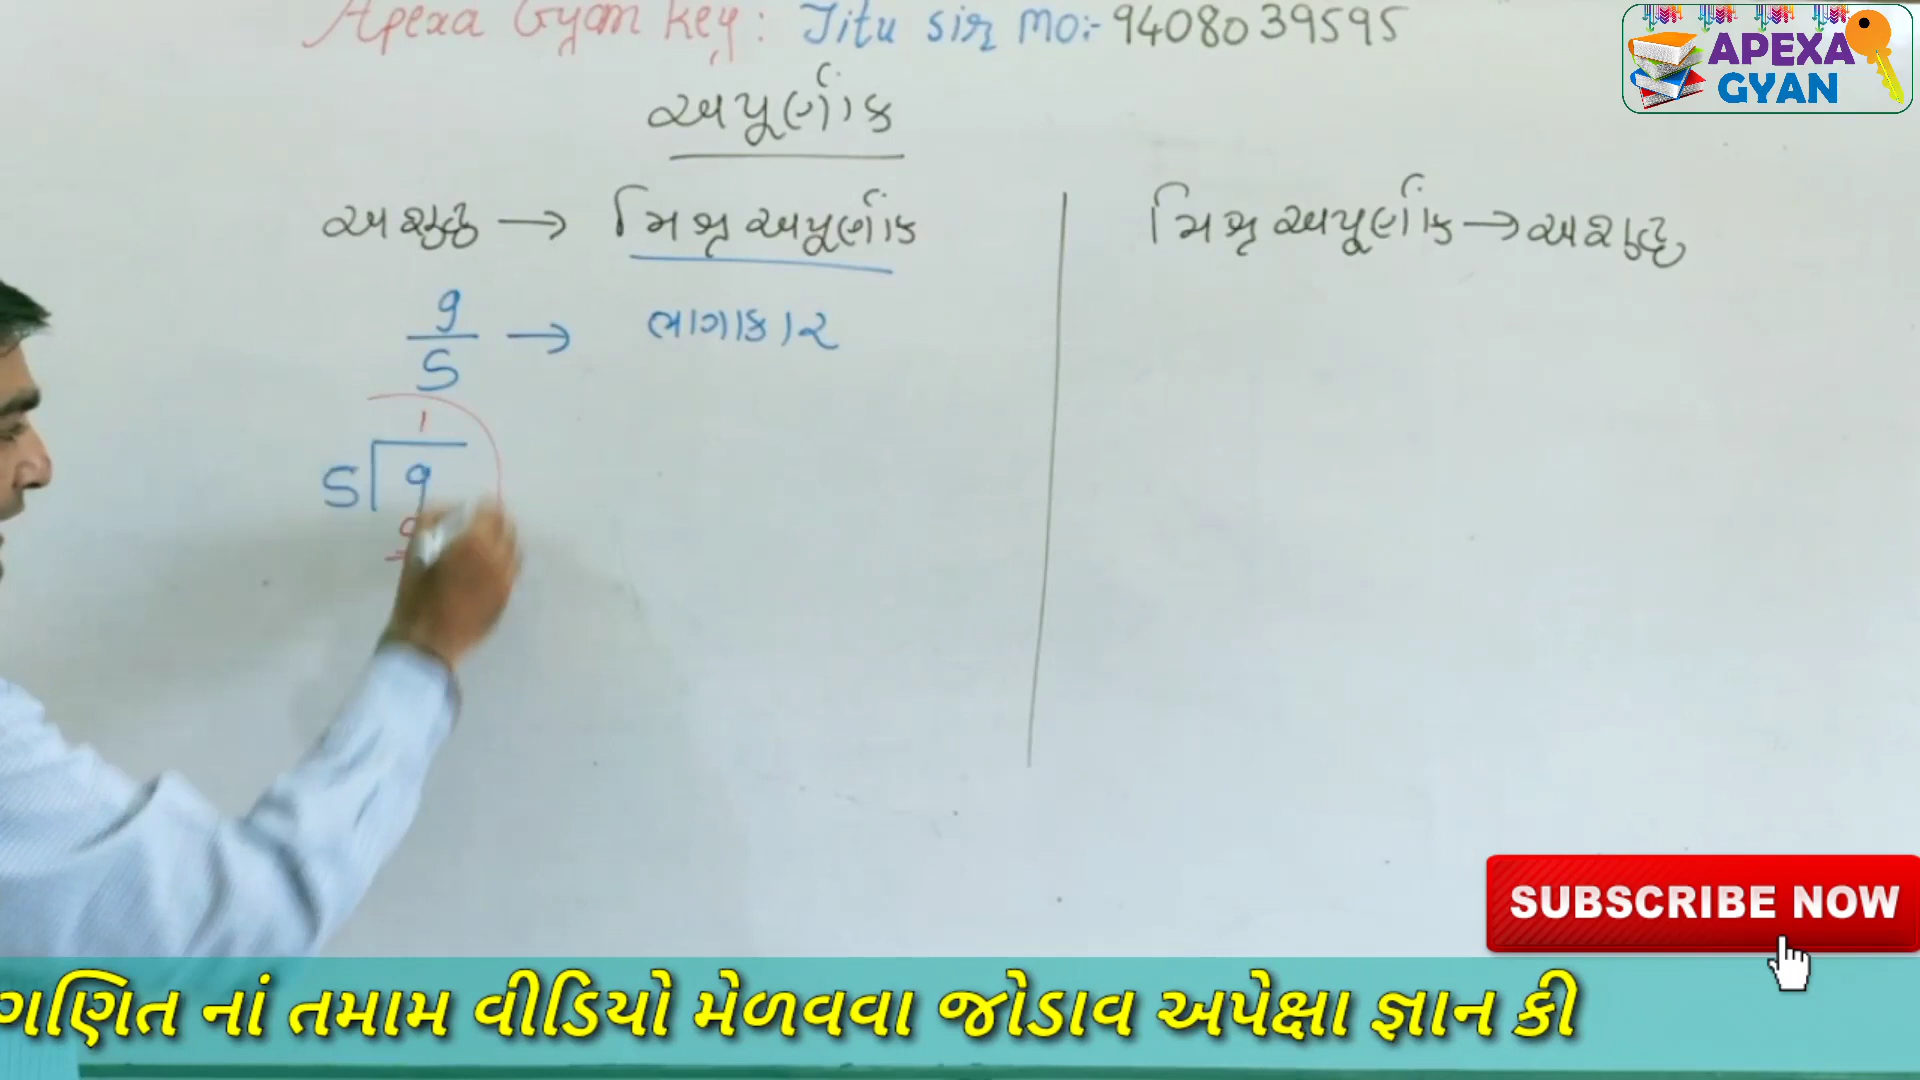 Apexa Gyan Key : Jitu sir Mo:- 9408039595
APEXA
GYAN
અપૂર્ણાંક
અશુદ્ધ → મિશ્ર અપૂર્ણાંક
મિશ્ર અપૂર્ણાંક → અશુદ્ધ
9
5
→ ભાગાકાર
1
5 9
SUBSCRIBE NOW
ગણિત નાં તમામ વીડિયો મેળવવા જોડાવ અપેક્ષા જ્ઞાન કી